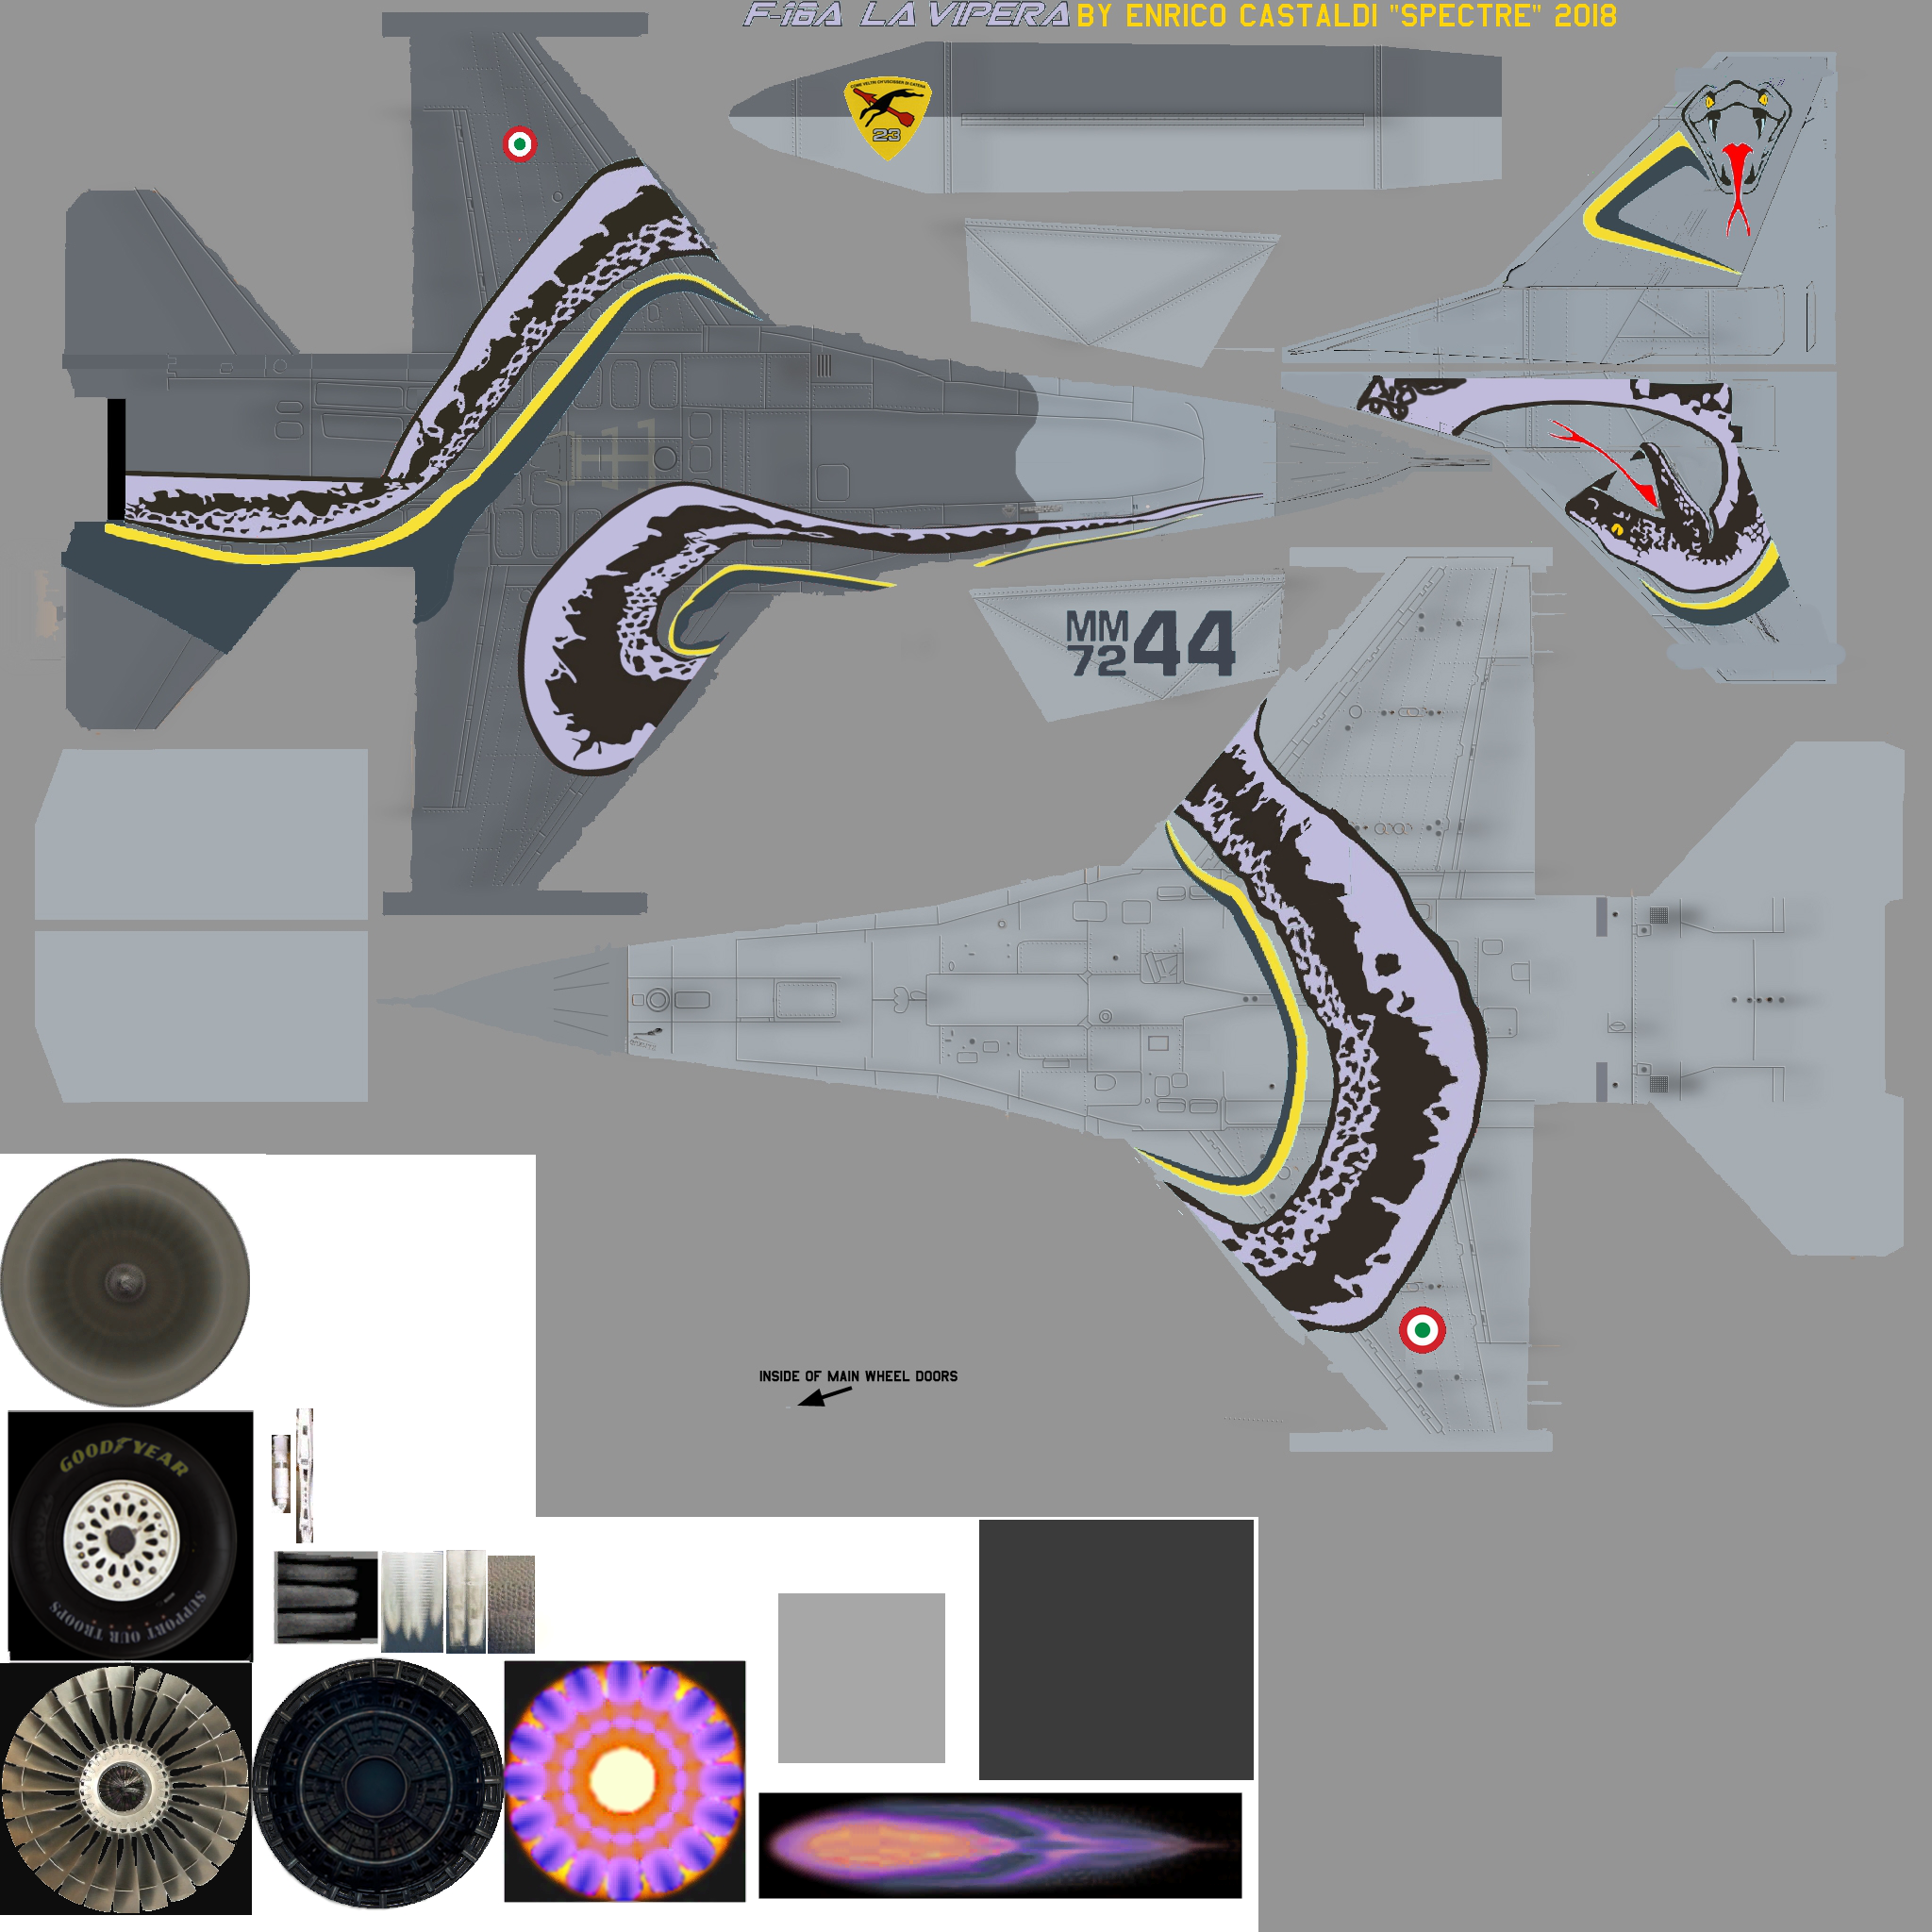 F-16A LA VIPERA BY ENRICO CASTALDI "SPECTRE" 2018
23
MM
72
44
INSIDE OF MAIN WHEEL DOORS
GOODYEAR
SUPPORT OUR TROOPS